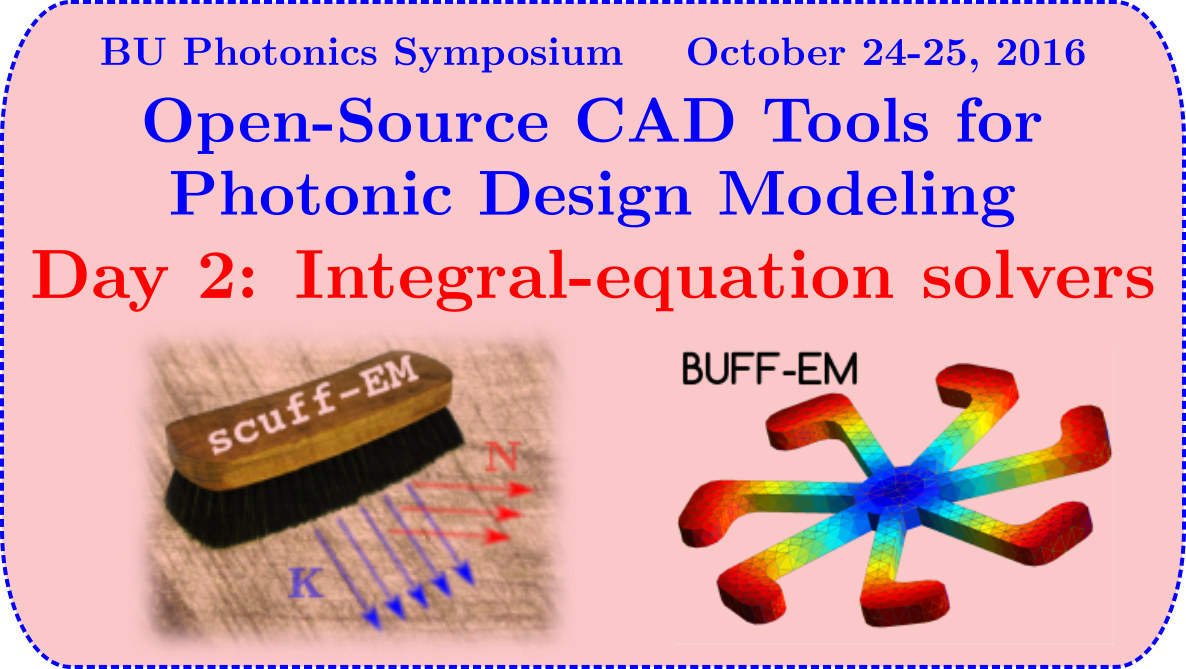 BU Photonics Symposium October 24-25, 2016
Open-Source CAD Tools for
Photonic Design Modeling
Day 2: Integral-equation solvers
scuff-EM
N
K
BUFF-EM